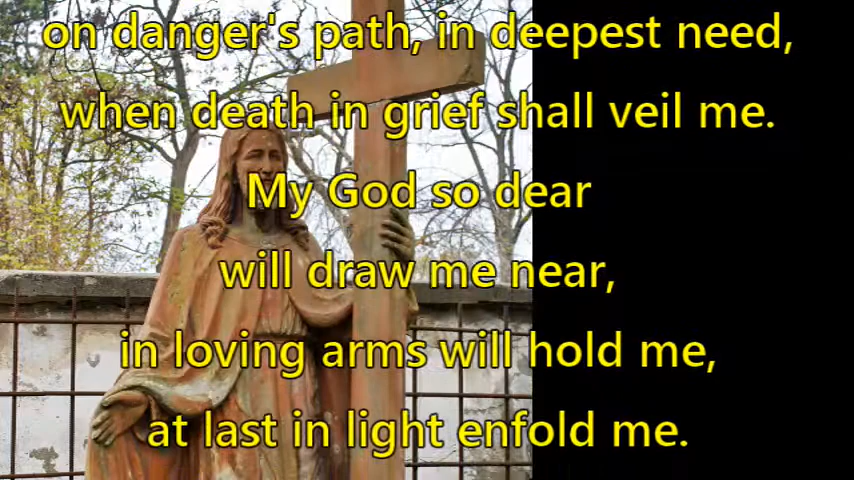 on danger's path, in deepest need,
when death in grief shall veil me.
My God so dear
will draw me near,
in loving arms will hold me,
at last in light enfold me.